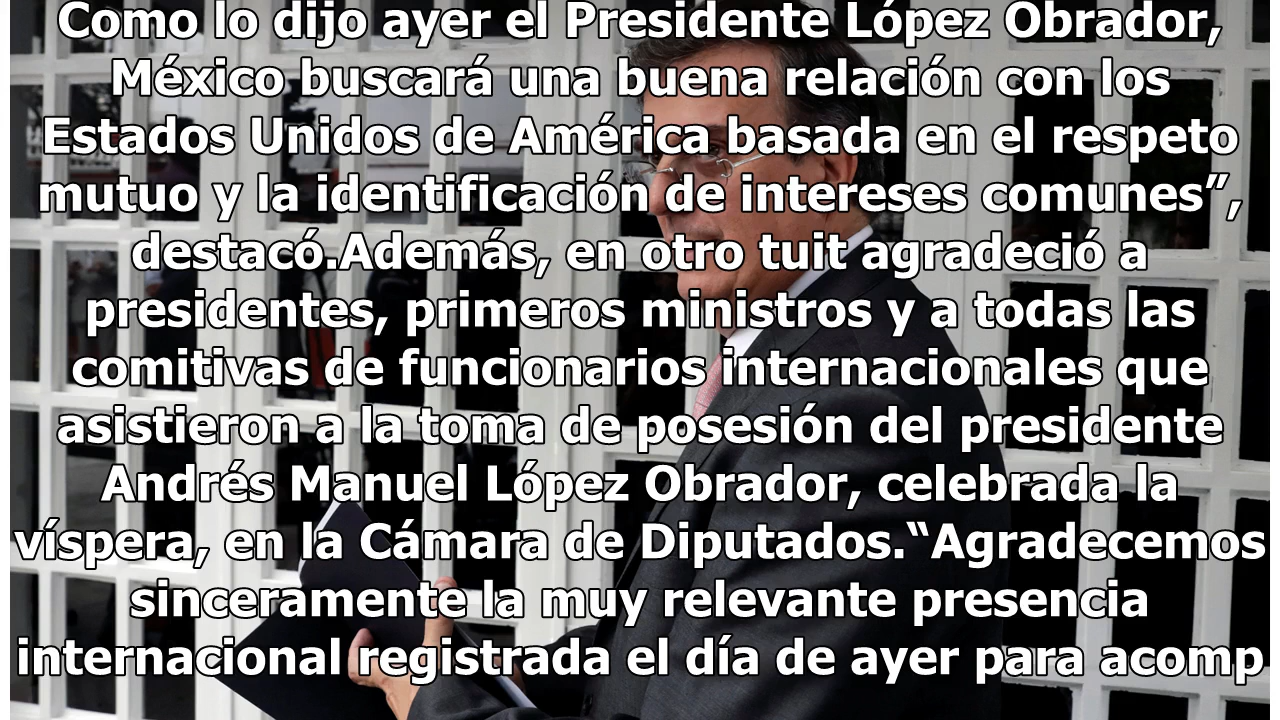 Como lo dijo ayer el Presidente López Obrador,
México buscará una buena relación con los
Estados Unidos de América basada en el respeto
mutuo y la identificación de intereses comunes”,
destacó.Además, en otro tuit agradeció a
presidentes, primeros ministros y a todas las
comitivas de funcionarios internacionales que
asistieron a la toma de posesión del presidente
Andrés Manuel López Obrador, celebrada la
víspera, en la Cámara de Diputados.“Agradecemos
sinceramente la muy relevante presencia
internacional registrada el día de ayer para acomp